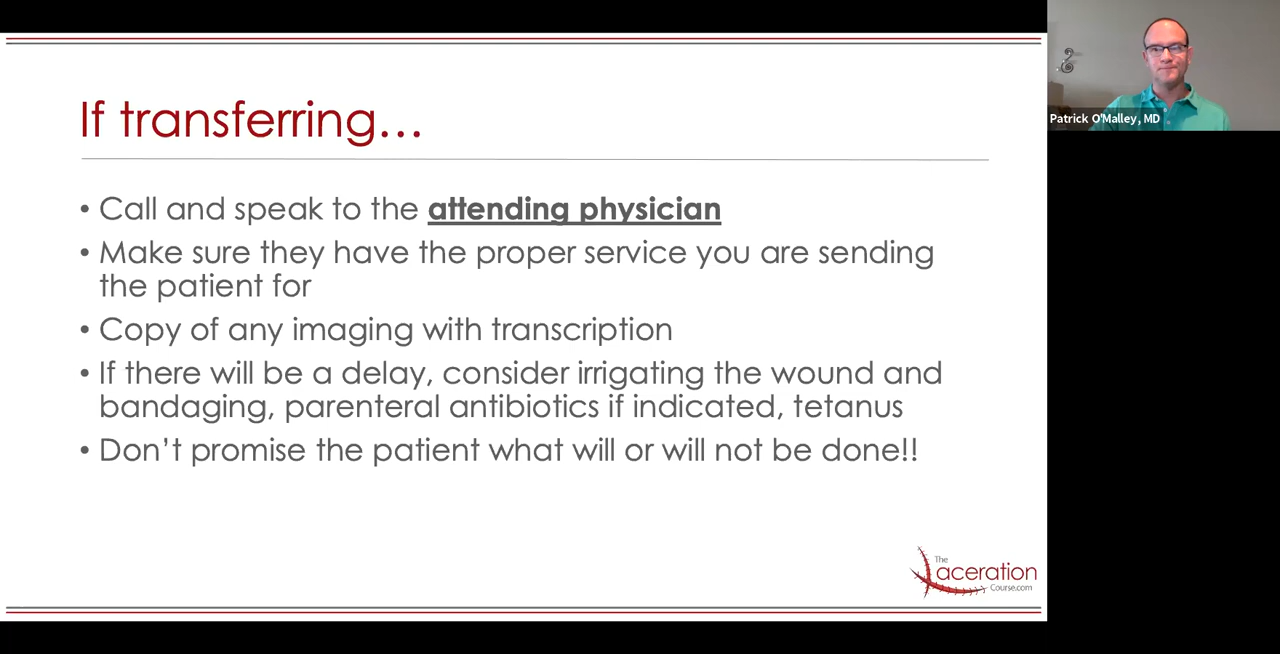 If transferring...
• Call and speak to the attending physician
• Make sure they have the proper service you are sending
the patient for
• Copy of any imaging with transcription
• If there will be a delay, consider irrigating the wound and
bandaging, parenteral antibiotics if indicated, tetanus
• Don't promise the patient what will or will not be done!!
The
Laceration
Course.com
Patrick O'Malley, MD